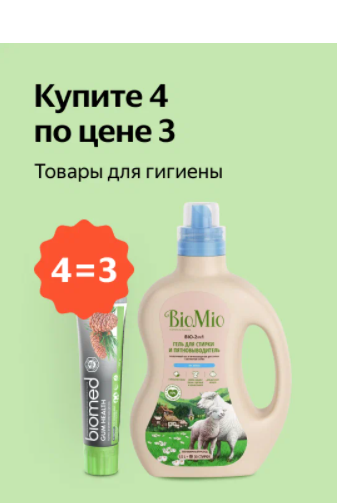 Купите 4
по цене 3
Товары для гигиены
4=3
biomed
GUM HEALTH
BioMio
BIO-2-in-1
ГЕЛЬ ДЛЯ СТИРКИ
И ПЯТНОВЫВОДИТЕЛЬ